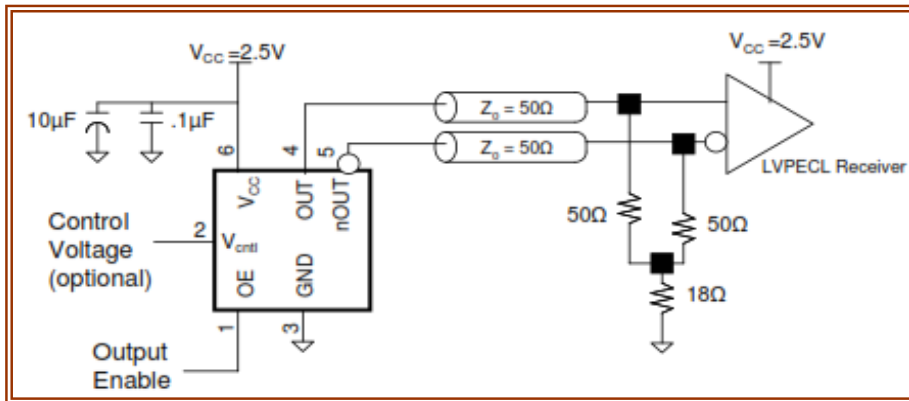 VCC=2.5V
VCC=2.5V
10µF
.1µF
Zo = 50Ω
Zo = 50Ω
LVPECL Receiver
6
4
5
VCC
OUT
nOUT
50Ω
50Ω
Control
Voltage
(optional)
2
Vcntl
OE
GND
18Ω
1
3
Output
Enable